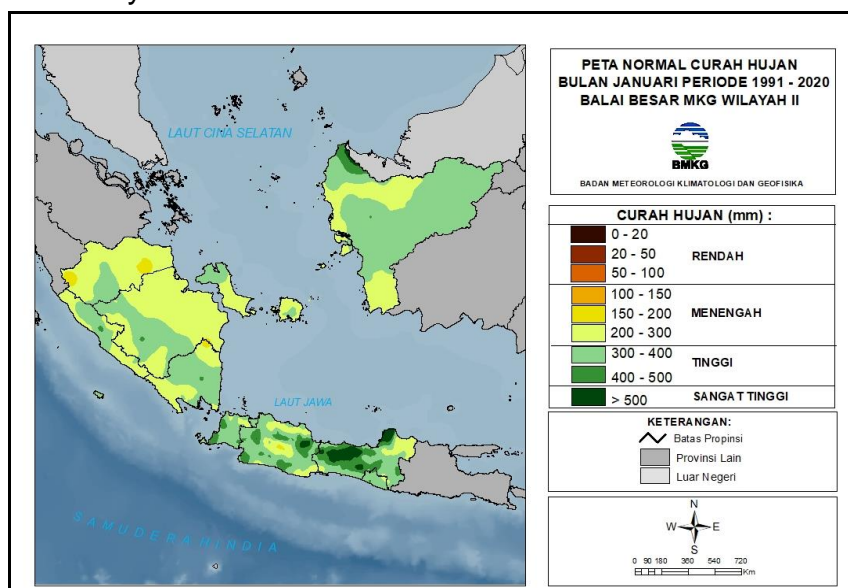 LAUT CINA SELATAN
LAUT JAWA
SAMUDERA HINDIA
PETA NORMAL CURAH HUJAN
BULAN JANUARI PERIODE 1991 - 2020
BALAI BESAR MKG WILAYAH II
BMKG
BADAN METEOROLOGI KLIMATOLOGI DAN GEOFISIKA
CURAH HUJAN (mm) :
0 - 20
20 - 50
50 - 100
RENDAH
100 - 150
150 - 200
200 - 300
MENENGAH
300 - 400
400 - 500
TINGGI
> 500
SANGAT TINGGI
KETERANGAN:
Batas Propinsi
Provinsi Lain
Luar Negeri
N
W E
S
0 90 180 360 540 720
Km